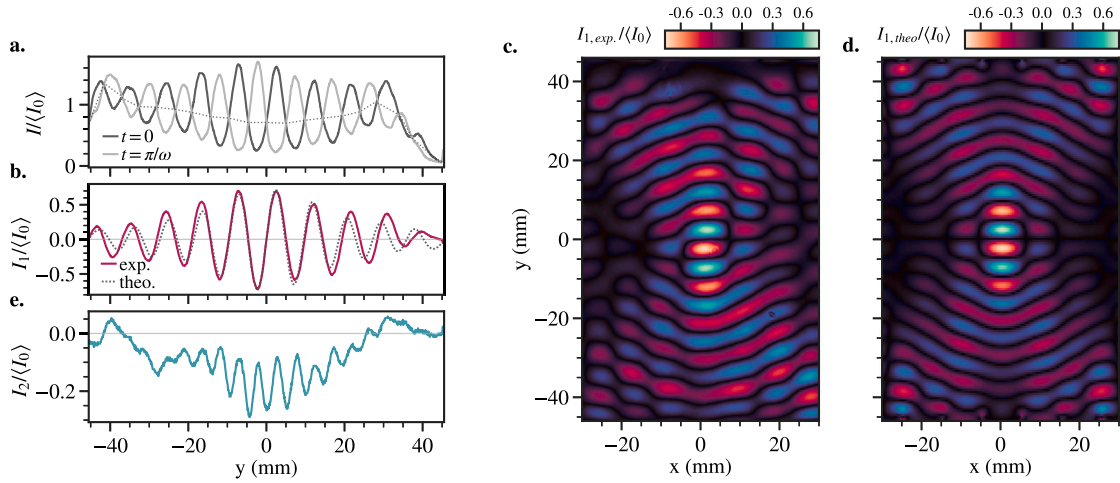 a.
I/⟨I₀⟩
1
0
t = 0
t = π/ω
b.
I₁/⟨I₀⟩
0.5
0.0
−0.5
exp.
theo.
e.
I₂/⟨I₀⟩
0.0
−0.2
−40 −20 0 20 40
y (mm)
c.
I₁,exp./⟨I₀⟩
-0.6 -0.3 0.0 0.3 0.6
y (mm)
40
20
0
−20
−40
−20 0 20
x (mm)
d.
I₁,theo/⟨I₀⟩
-0.6 -0.3 0.0 0.3 0.6
−20 0 20
x (mm)